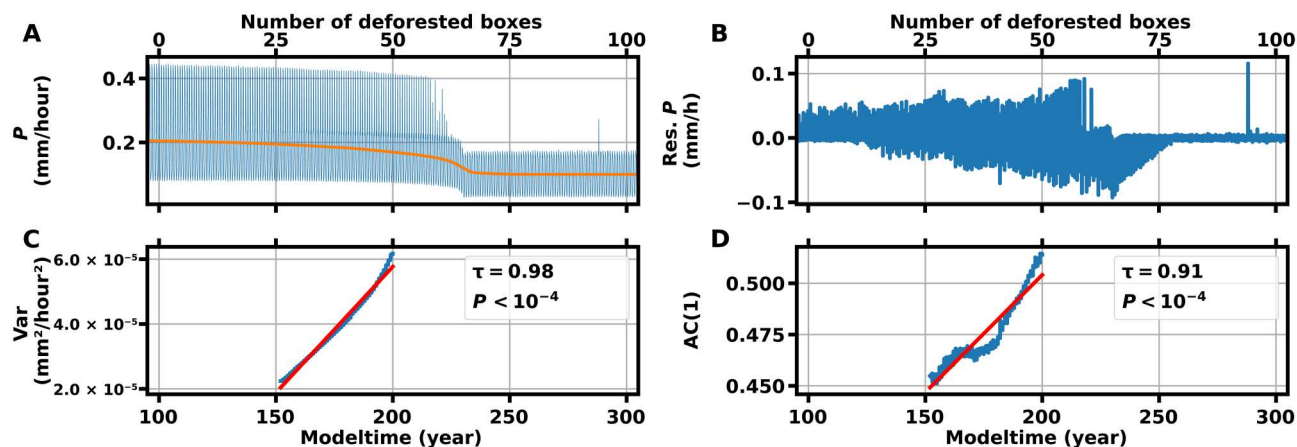 Number of deforested boxes
A
0 25 50 75 100
P
(mm/hour)
0.4
0.2
Number of deforested boxes
B
0 25 50 75 100
Res. P
(mm/h)
0.1
0.0
−0.1
C
Var
(mm²/hour²)
6.0 × 10⁻⁵
4.0 × 10⁻⁵
2.0 × 10⁻⁵
τ = 0.98
P < 10⁻⁴
100 150 200 250 300
Modeltime (year)
D
AC(1)
0.500
0.475
0.450
τ = 0.91
P < 10⁻⁴
100 150 200 250 300
Modeltime (year)